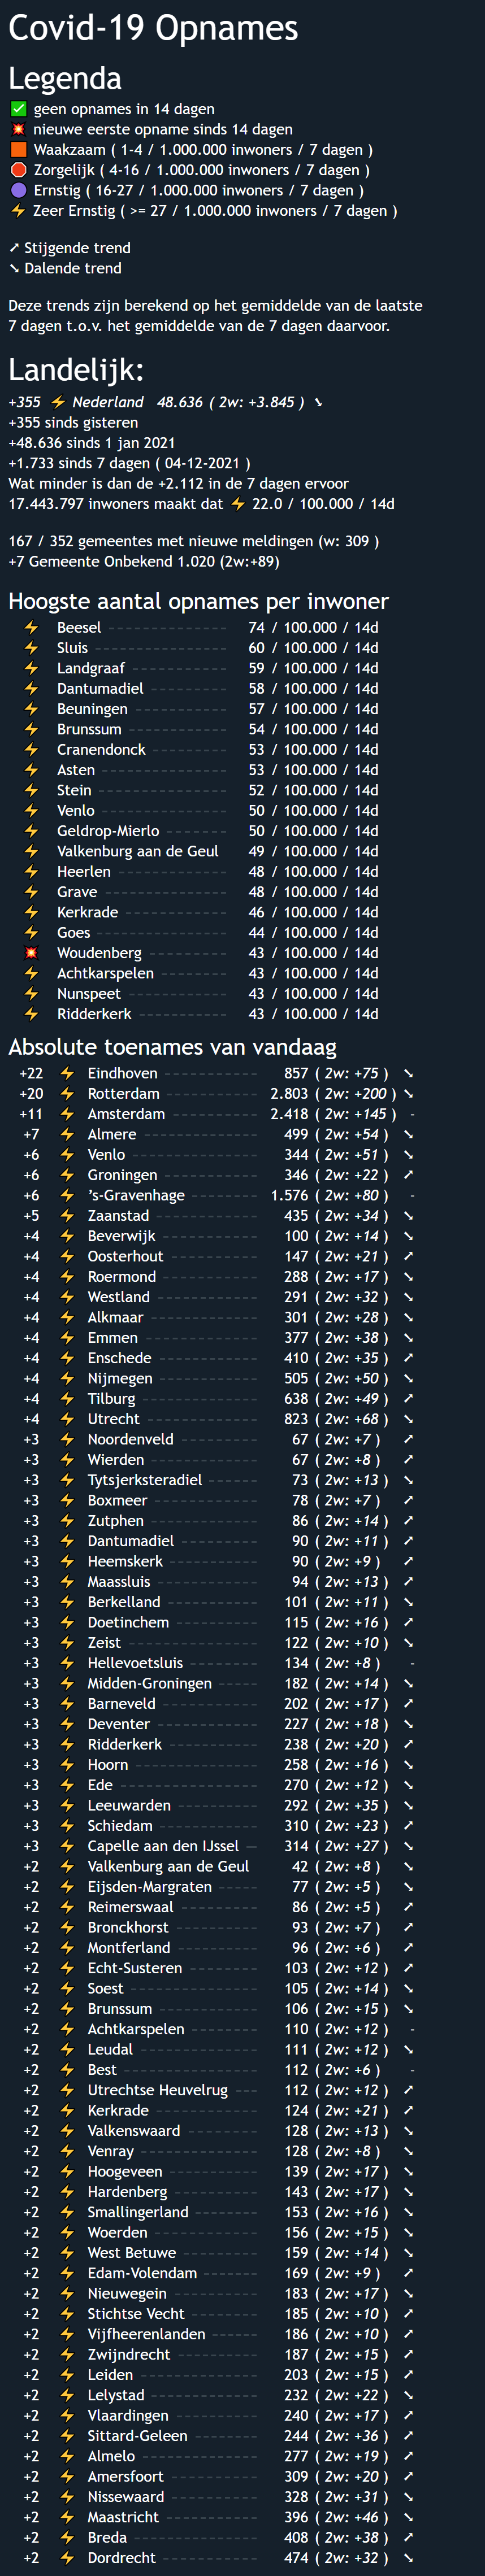 Covid-19 Opnames
Legenda
✅ geen opnames in 14 dagen
💥 nieuwe eerste opname sinds 14 dagen
🟧 Waakzaam ( 1-4 / 1.000.000 inwoners / 7 dagen )
🛑 Zorgelijk ( 4-16 / 1.000.000 inwoners / 7 dagen )
🟣 Ernstig ( 16-27 / 1.000.000 inwoners / 7 dagen )
⚡ Zeer Ernstig ( >= 27 / 1.000.000 inwoners / 7 dagen )
⤤ Stijgende trend
⤥ Dalende trend
Deze trends zijn berekend op het gemiddelde van de laatste
7 dagen t.o.v. het gemiddelde van de 7 dagen daarvoor.
Landelijk:
+355 ⚡ Nederland 48.636 ( 2w: +3.845 ) ⤥
+355 sinds gisteren
+48.636 sinds 1 jan 2021
+1.733 sinds 7 dagen ( 04-12-2021 )
Wat minder is dan de +2.112 in de 7 dagen ervoor
17.443.797 inwoners maakt dat ⚡ 22.0 / 100.000 / 14d
167 / 352 gemeentes met nieuwe meldingen (w: 309 )
+7 Gemeente Onbekend 1.020 (2w:+89)
Hoogste aantal opnames per inwoner
⚡ Beesel 74 / 100.000 / 14d
⚡ Sluis 60 / 100.000 / 14d
⚡ Landgraaf 59 / 100.000 / 14d
⚡ Dantumadiel 58 / 100.000 / 14d
⚡ Beuningen 57 / 100.000 / 14d
⚡ Brunssum 54 / 100.000 / 14d
⚡ Cranendonck 53 / 100.000 / 14d
⚡ Asten 53 / 100.000 / 14d
⚡ Stein 52 / 100.000 / 14d
⚡ Venlo 50 / 100.000 / 14d
⚡ Geldrop-Mierlo 50 / 100.000 / 14d
⚡ Valkenburg aan de Geul 49 / 100.000 / 14d
⚡ Heerlen 48 / 100.000 / 14d
⚡ Grave 48 / 100.000 / 14d
⚡ Kerkrade 46 / 100.000 / 14d
⚡ Goes 44 / 100.000 / 14d
💥 Woudenberg 43 / 100.000 / 14d
⚡ Achtkarspelen 43 / 100.000 / 14d
⚡ Nunspeet 43 / 100.000 / 14d
⚡ Ridderkerk 43 / 100.000 / 14d
Absolute toenames van vandaag
+22 ⚡ Eindhoven 857 ( 2w: +75 ) ⤥
+20 ⚡ Rotterdam 2.803 ( 2w: +200 ) ⤥
+11 ⚡ Amsterdam 2.418 ( 2w: +145 ) -
+7 ⚡ Almere 499 ( 2w: +54 ) ⤥
+6 ⚡ Venlo 344 ( 2w: +51 ) ⤥
+6 ⚡ Groningen 346 ( 2w: +22 ) ⤤
+6 ⚡ 's-Gravenhage 1.576 ( 2w: +80 ) -
+5 ⚡ Zaanstad 435 ( 2w: +34 ) ⤥
+4 ⚡ Beverwijk 100 ( 2w: +14 ) ⤥
+4 ⚡ Oosterhout 147 ( 2w: +21 ) ⤤
+4 ⚡ Roermond 288 ( 2w: +17 ) ⤥
+4 ⚡ Westland 291 ( 2w: +32 ) ⤥
+4 ⚡ Alkmaar 301 ( 2w: +28 ) ⤥
+4 ⚡ Emmen 377 ( 2w: +38 ) ⤥
+4 ⚡ Enschede 410 ( 2w: +35 ) ⤤
+4 ⚡ Nijmegen 505 ( 2w: +50 ) ⤥
+4 ⚡ Tilburg 638 ( 2w: +49 ) ⤤
+4 ⚡ Utrecht 823 ( 2w: +68 ) ⤥
+3 ⚡ Noordenveld 67 ( 2w: +7 ) ⤤
+3 ⚡ Wierden 67 ( 2w: +8 ) ⤤
+3 ⚡ Tytsjerksteradiel 73 ( 2w: +13 ) ⤥
+3 ⚡ Boxmeer 78 ( 2w: +7 ) ⤤
+3 ⚡ Zutphen 86 ( 2w: +14 ) ⤤
+3 ⚡ Dantumadiel 90 ( 2w: +11 ) ⤤
+3 ⚡ Heemskerk 90 ( 2w: +9 ) ⤤
+3 ⚡ Maassluis 94 ( 2w: +13 ) ⤤
+3 ⚡ Berkelland 101 ( 2w: +11 ) ⤥
+3 ⚡ Doetinchem 115 ( 2w: +16 ) ⤤
+3 ⚡ Zeist 122 ( 2w: +10 ) ⤥
+3 ⚡ Hellevoetsluis 134 ( 2w: +8 ) -
+3 ⚡ Midden-Groningen 182 ( 2w: +14 ) ⤥
+3 ⚡ Barneveld 202 ( 2w: +17 ) ⤤
+3 ⚡ Deventer 227 ( 2w: +18 ) ⤥
+3 ⚡ Ridderkerk 238 ( 2w: +20 ) ⤤
+3 ⚡ Hoorn 258 ( 2w: +16 ) ⤥
+3 ⚡ Ede 270 ( 2w: +12 ) ⤥
+3 ⚡ Leeuwarden 292 ( 2w: +35 ) ⤥
+3 ⚡ Schiedam 310 ( 2w: +23 ) ⤤
+3 ⚡ Capelle aan den IJssel 314 ( 2w: +27 ) ⤥
+2 ⚡ Valkenburg aan de Geul 42 ( 2w: +8 ) ⤥
+2 ⚡ Eijsden-Margraten 77 ( 2w: +5 ) ⤥
+2 ⚡ Reimerswaal 86 ( 2w: +5 ) ⤤
+2 ⚡ Bronckhorst 93 ( 2w: +7 ) ⤤
+2 ⚡ Montferland 96 ( 2w: +6 ) ⤤
+2 ⚡ Echt-Susteren 103 ( 2w: +12 ) ⤤
+2 ⚡ Soest 105 ( 2w: +14 ) ⤥
+2 ⚡ Brunssum 106 ( 2w: +15 ) ⤥
+2 ⚡ Achtkarspelen 110 ( 2w: +12 ) -
+2 ⚡ Leudal 111 ( 2w: +12 ) ⤥
+2 ⚡ Best 112 ( 2w: +6 ) -
+2 ⚡ Utrechtse Heuvelrug 112 ( 2w: +12 ) ⤤
+2 ⚡ Kerkrade 124 ( 2w: +21 ) ⤤
+2 ⚡ Valkenswaard 128 ( 2w: +13 ) ⤥
+2 ⚡ Venray 128 ( 2w: +8 ) ⤥
+2 ⚡ Hoogeveen 139 ( 2w: +17 ) ⤥
+2 ⚡ Hardenberg 143 ( 2w: +17 ) ⤥
+2 ⚡ Smallingerland 153 ( 2w: +16 ) ⤥
+2 ⚡ Woerden 156 ( 2w: +15 ) ⤥
+2 ⚡ West Betuwe 159 ( 2w: +14 ) ⤥
+2 ⚡ Edam-Volendam 169 ( 2w: +9 ) ⤤
+2 ⚡ Nieuwegein 183 ( 2w: +17 ) ⤥
+2 ⚡ Stichtse Vecht 185 ( 2w: +10 ) ⤤
+2 ⚡ Vijfheerenlanden 186 ( 2w: +10 ) ⤤
+2 ⚡ Zwijndrecht 187 ( 2w: +15 ) ⤤
+2 ⚡ Leiden 203 ( 2w: +15 ) ⤤
+2 ⚡ Lelystad 232 ( 2w: +22 ) ⤥
+2 ⚡ Vlaardingen 240 ( 2w: +17 ) ⤤
+2 ⚡ Sittard-Geleen 244 ( 2w: +36 ) ⤤
+2 ⚡ Almelo 277 ( 2w: +19 ) ⤤
+2 ⚡ Amersfoort 309 ( 2w: +20 ) ⤤
+2 ⚡ Nissewaard 328 ( 2w: +31 ) ⤥
+2 ⚡ Maastricht 396 ( 2w: +46 ) ⤥
+2 ⚡ Breda 408 ( 2w: +38 ) ⤤
+2 ⚡ Dordrecht 474 ( 2w: +32 ) ⤥